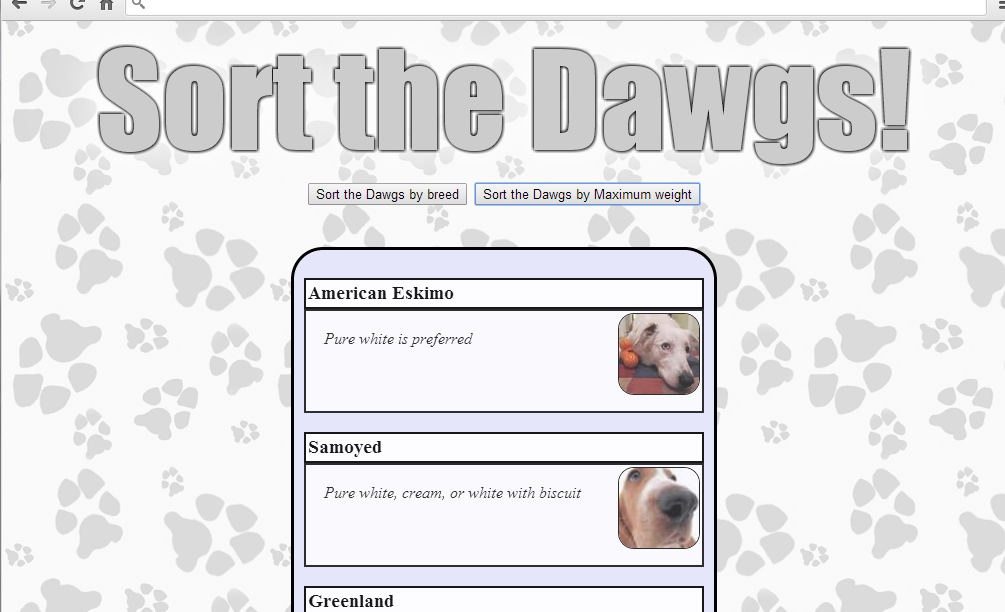 Sort the Dawgs!
Sort the Dawgs by breed Sort the Dawgs by Maximum weight
American Eskimo
Pure white is preferred
Samoyed
Pure white, cream, or white with biscuit
Greenland